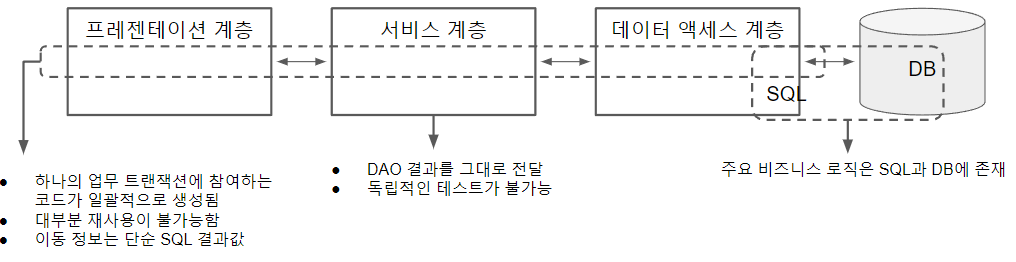 프레젠테이션 계층
서비스 계층
데이터 액세스 계층
DB
SQL
● 하나의 업무 트랜잭션에 참여하는
코드가 일괄적으로 생성됨
● 대부분 재사용이 불가능함
● 이동 정보는 단순 SQL 결과값
● DAO 결과를 그대로 전달
● 독립적인 테스트가 불가능
주요 비즈니스 로직은 SQL과 DB에 존재